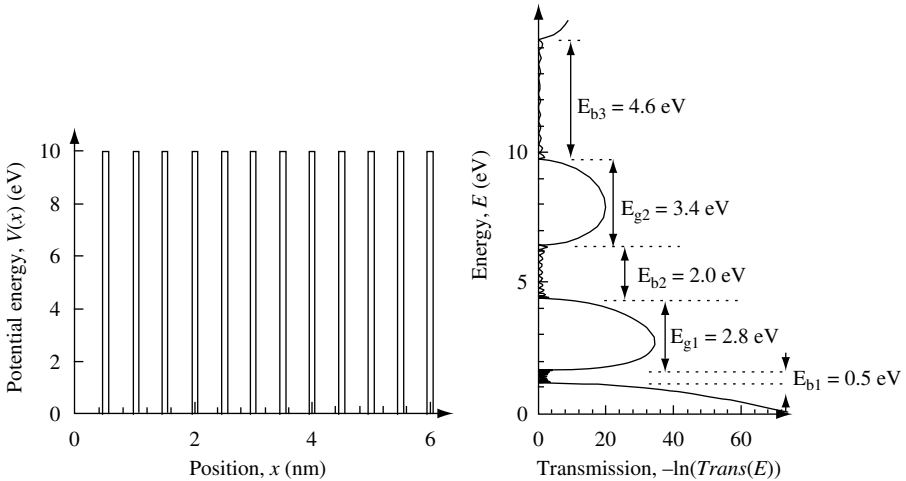 Potential energy, V(x) (eV)
10
8
6
4
2
0
0
2
4
6
Position, x (nm)
Energy, E (eV)
10
5
0
0
20
40
60
Transmission, –ln(Trans(E))
E_b3 = 4.6 eV
E_g2 = 3.4 eV
E_b2 = 2.0 eV
E_g1 = 2.8 eV
E_b1 = 0.5 eV